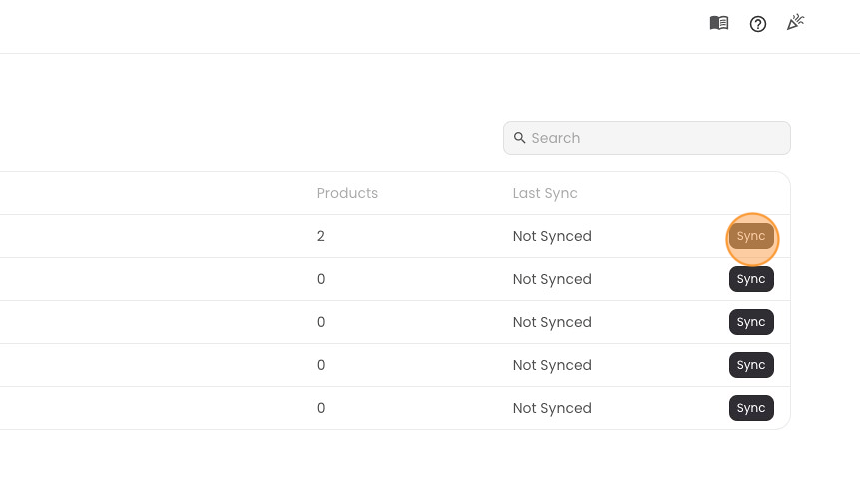 Search
Products Last Sync
2 Not Synced Sync
0 Not Synced Sync
0 Not Synced Sync
0 Not Synced Sync
0 Not Synced Sync